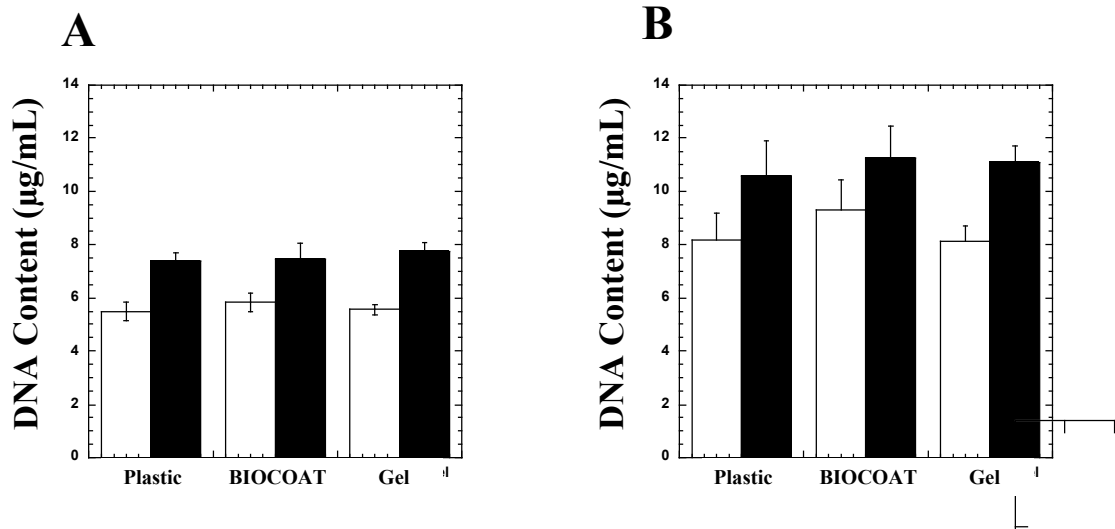 A
DNA Content (µg/mL)
14
12
10
8
6
4
2
0
Plastic BIOCOAT Gel
B
DNA Content (µg/mL)
14
12
10
8
6
4
2
0
Plastic BIOCOAT Gel